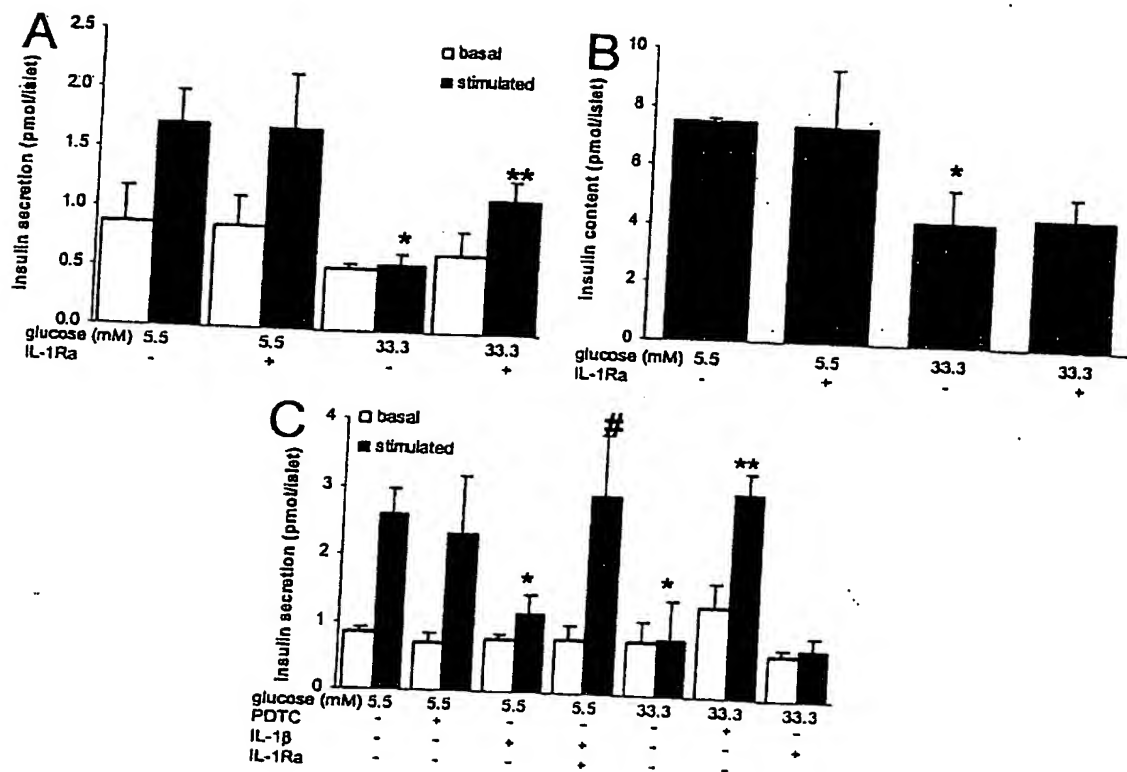 A
2.5
2.0
1.5
1.0
0.5
0.0
Insulin secretion (pmol/islet)
basal
stimulated
*
**
glucose (mM) 5.5 5.5 33.3 33.3
IL-1Ra - + - +
B
10
8
6
4
2
0
Insulin content (pmol/islet)
*
glucose (mM) 5.5 5.5 33.3 33.3
IL-1Ra - + - +
C
4
3
2
1
0
Insulin secretion (pmol/islet)
basal
stimulated
*
#
*
**
glucose (mM) 5.5 5.5 5.5 5.5 33.3 33.3 33.3
PDTC - + - - - + -
IL-1β - - + + - - -
IL-1Ra - - - + - - +